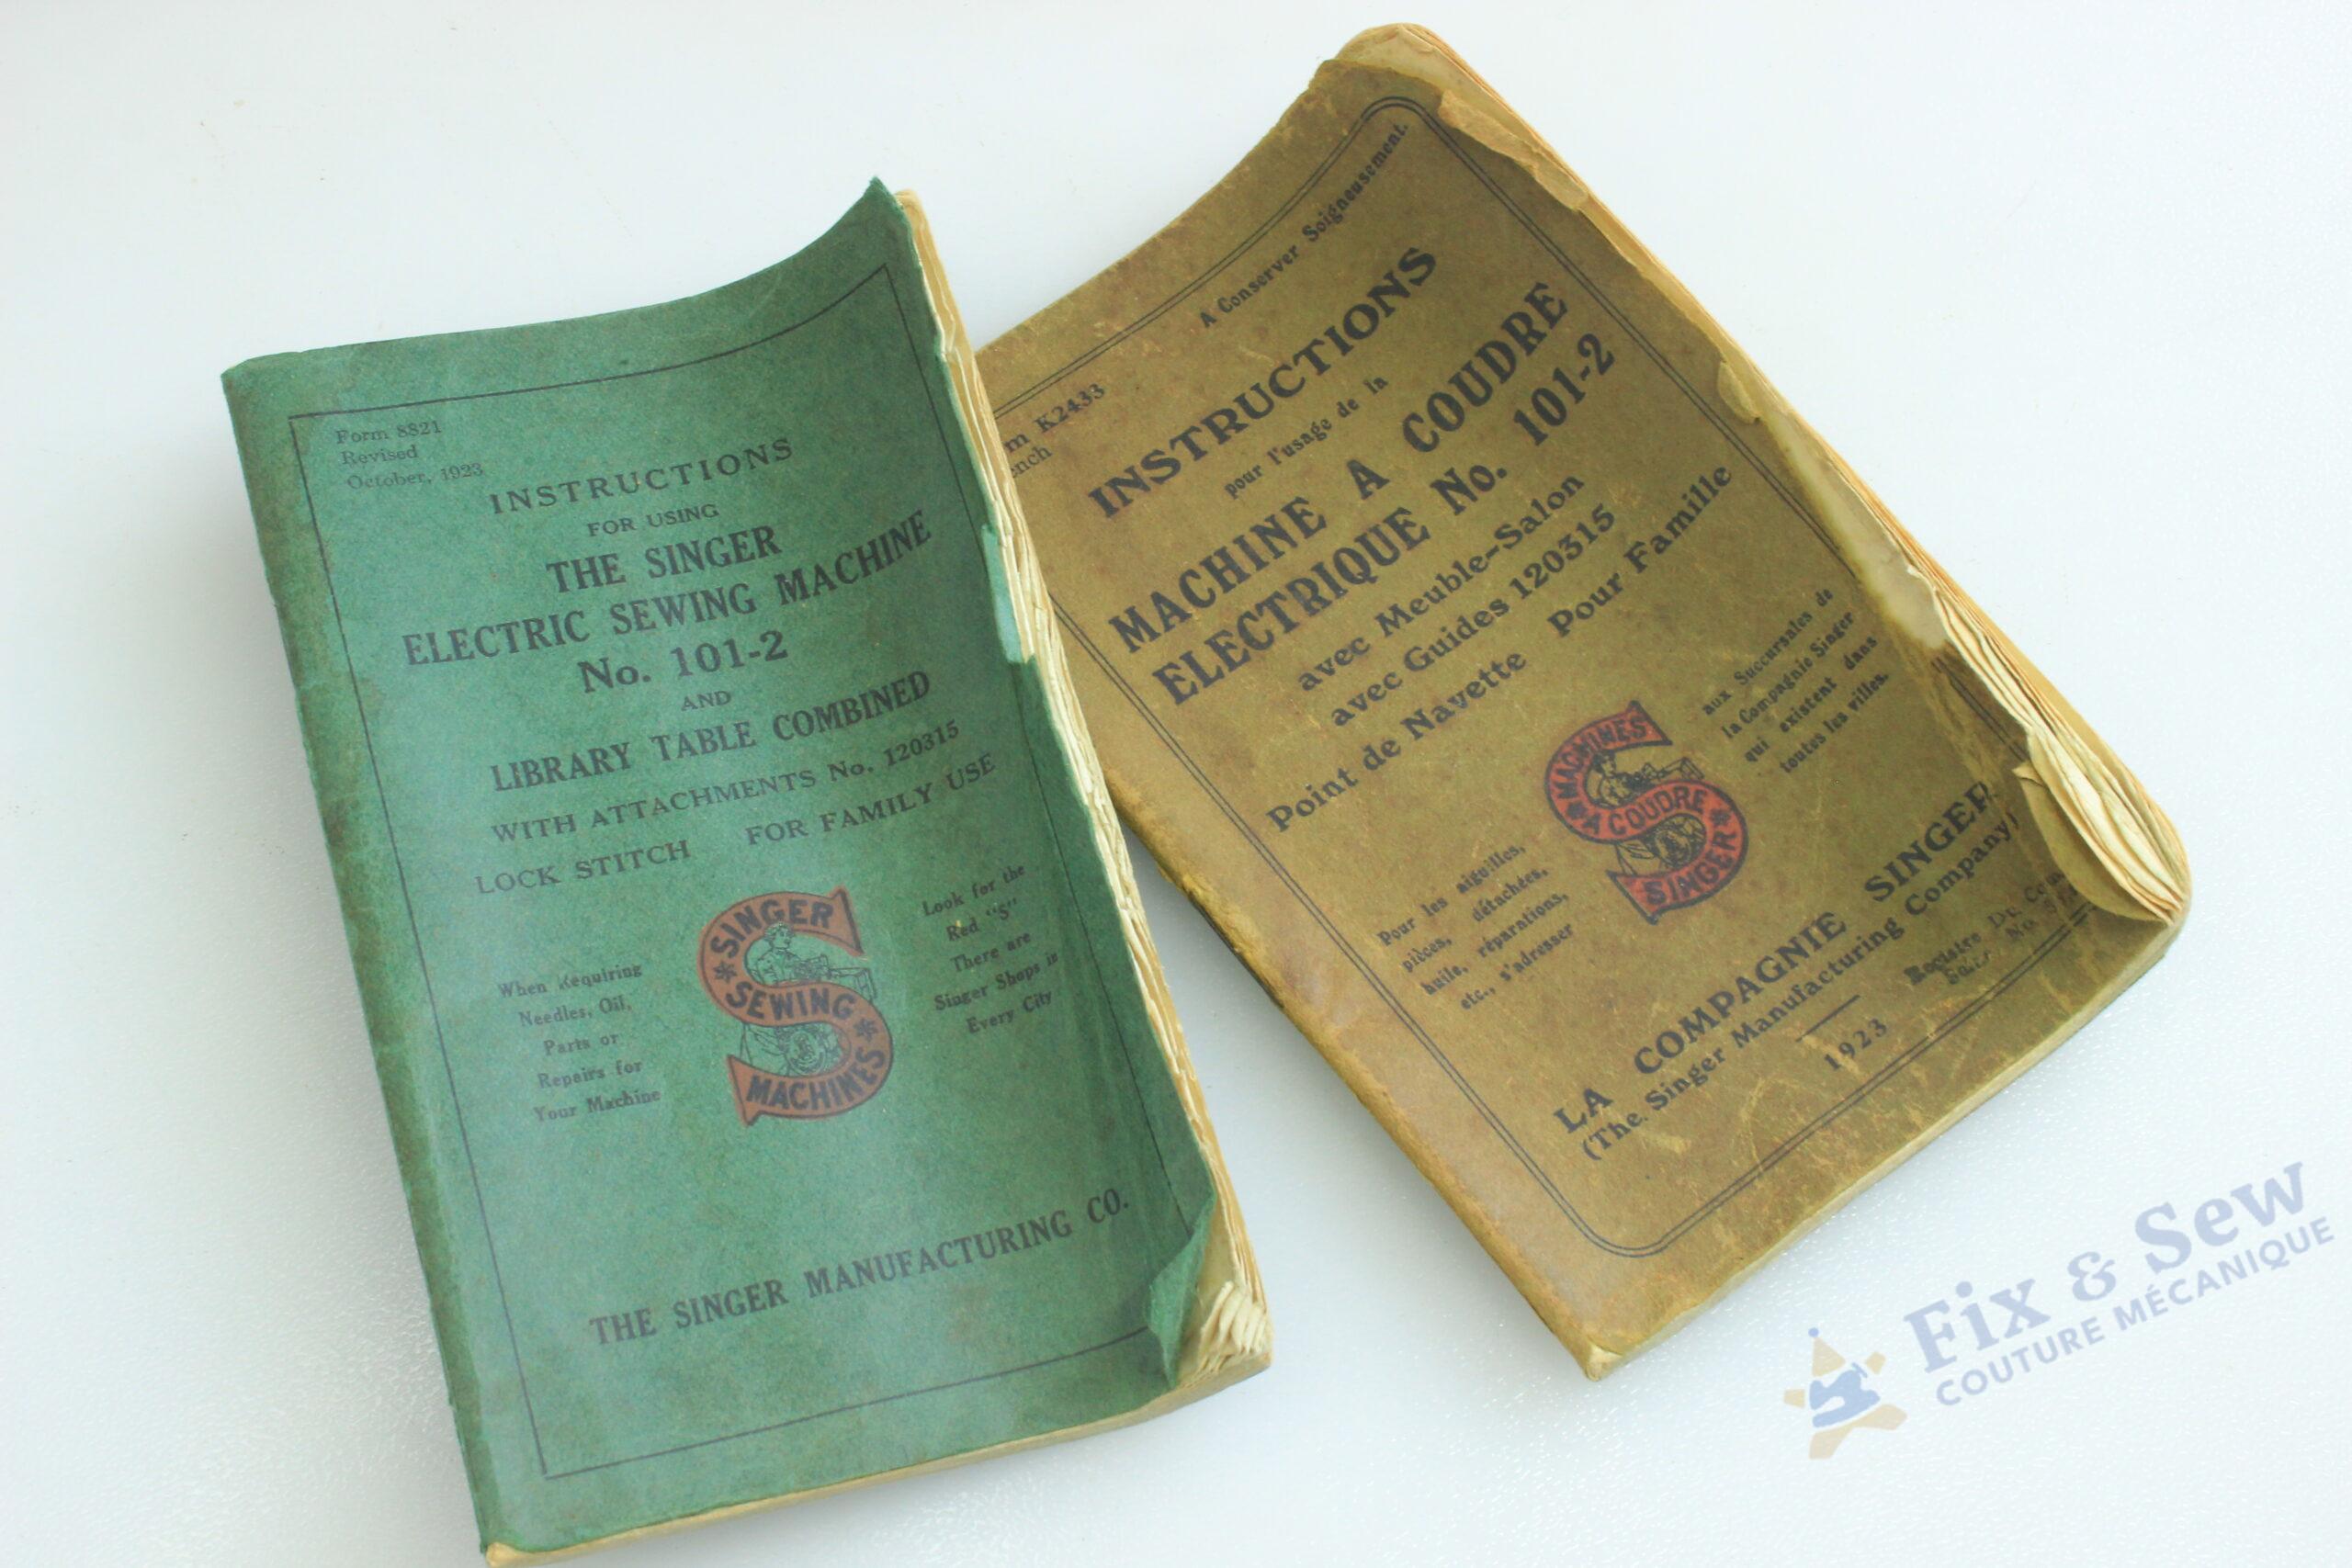 Form 8821
Revised
October, 1923
INSTRUCTIONS
FOR USING
THE SINGER
ELECTRIC SEWING MACHINE
No. 101-2
AND
LIBRARY TABLE COMBINED
WITH ATTACHMENTS No. 120315
LOCK STITCH FOR FAMILY USE
When Requiring
Needles, Oil,
Parts or
Repairs for
Your Machine
SINGER
SEWING
MACHINES
Look for the
Red "S"
There are
Singer Shops in
Every City
THE SINGER MANUFACTURING CO.
K2433
A Conserver Soigneusement.
INSTRUCTIONS
pour l'usage de la
MACHINE A COUDRE
ELECTRIQUE No. 101-2
avec Meuble-Salon
avec Guides 120315
Point de Navette Pour Famille
Pour les aiguilles,
pièces, détachées,
huile, réparations,
etc., s'adresser
MACHINES
A COUDRE
SINGER
aux Succursales de
la Compagnie Singer
qui existent dans
toutes les villes.
LA COMPAGNIE SINGER
(The Singer Manufacturing Company)
1923
Fix & Sew
COUTURE MÉCANIQUE